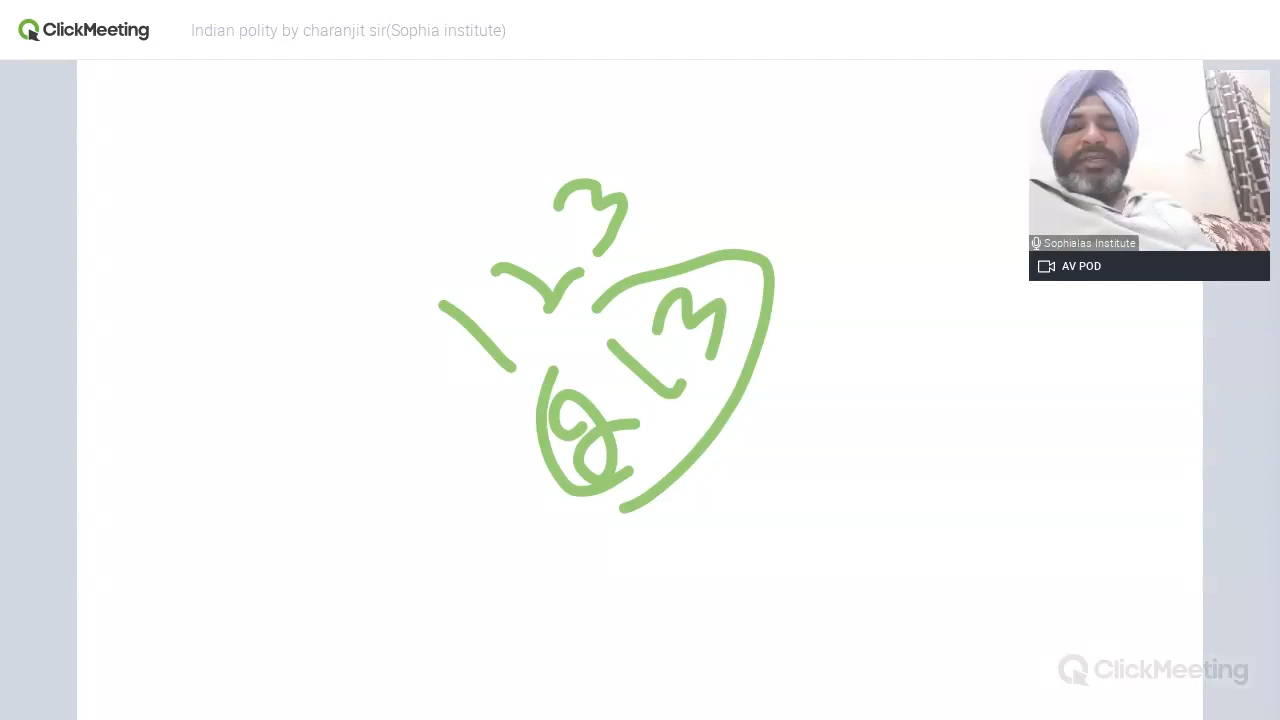 ClickMeeting
Indian polity by charanjit sir(Sophia institute)
SophiaIas Institute
AV POD
ClickMeeting